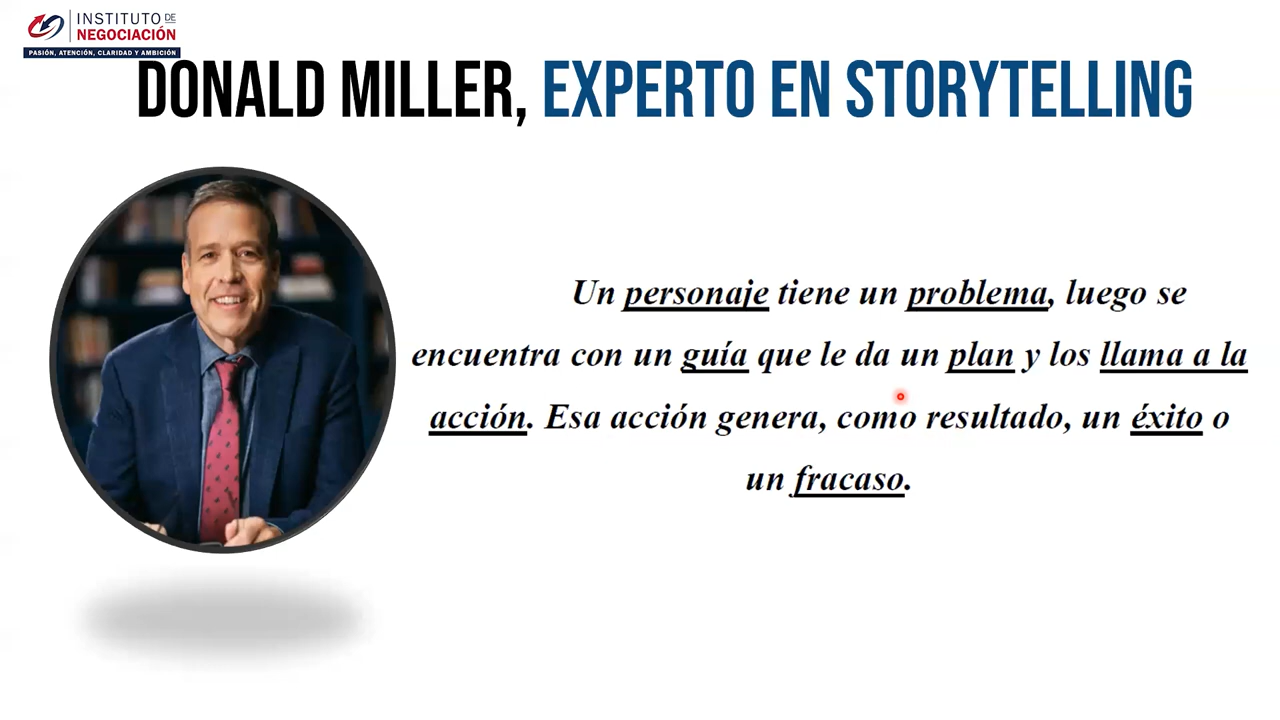 INSTITUTO DE
NEGOCIACIÓN
PASIÓN, ATENCIÓN, CLARIDAD Y AMBICIÓN
DONALD MILLER, EXPERTO EN STORYTELLING
Un personaje tiene un problema, luego se
encuentra con un guía que le da un plan y los llama a la
acción. Esa acción genera, como resultado, un éxito o
un fracaso.